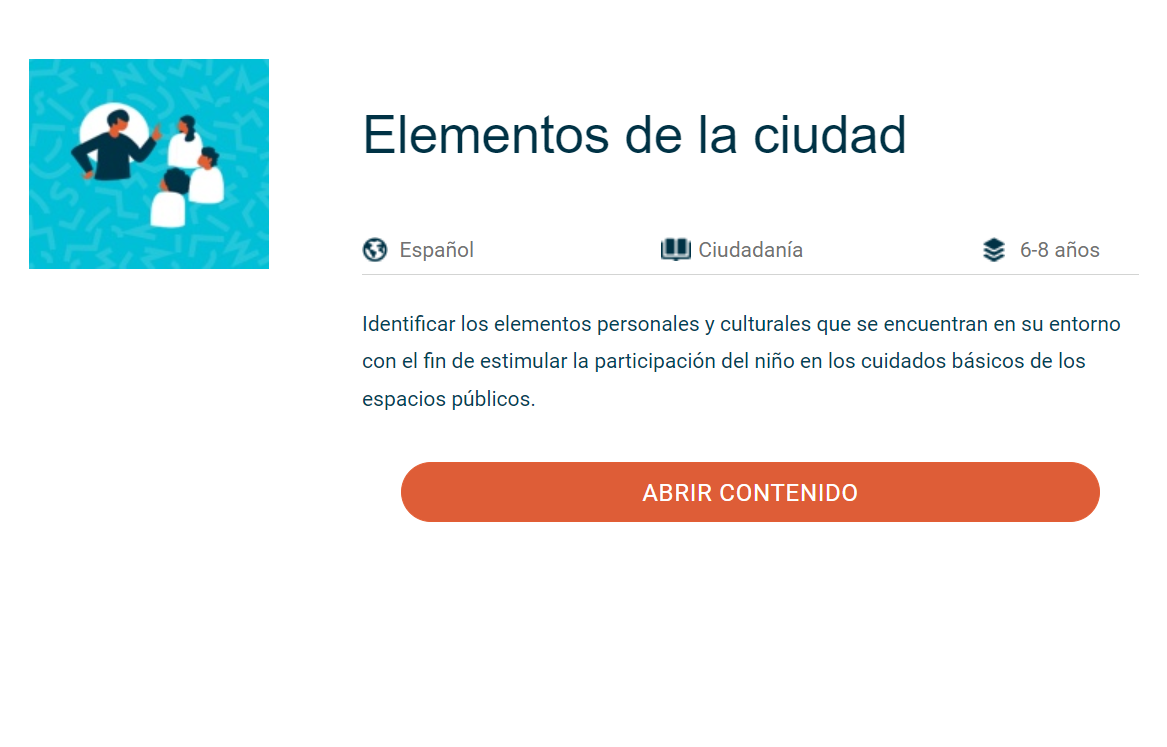 Elementos de la ciudad
Español
Ciudadanía
6-8 años
Identificar los elementos personales y culturales que se encuentran en su entorno
con el fin de estimular la participación del niño en los cuidados básicos de los
espacios públicos.
ABRIR CONTENIDO